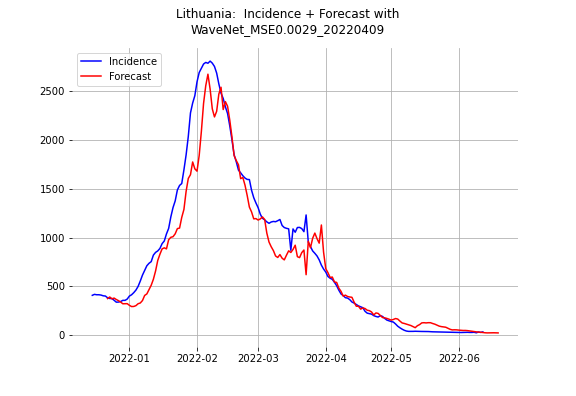 Lithuania:  Incidence + Forecast with
WaveNet_MSE0.0029_20220409
Incidence
Forecast
2500
2000
1500
1000
500
0
2022-01 2022-02 2022-03 2022-04 2022-05 2022-06